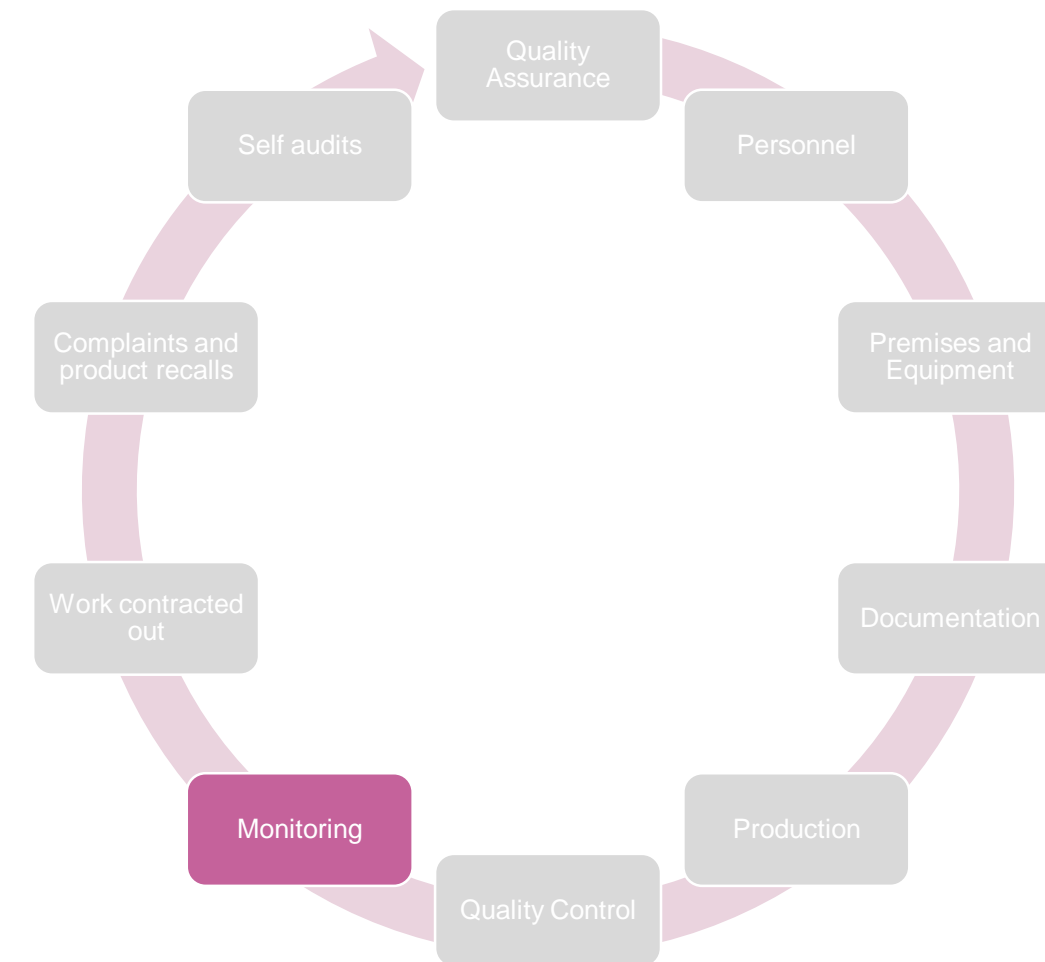 Quality
Assurance
Personnel
Premises and
Equipment
Documentation
Production
Quality Control
Monitoring
Work contracted
out
Complaints and
product recalls
Self audits